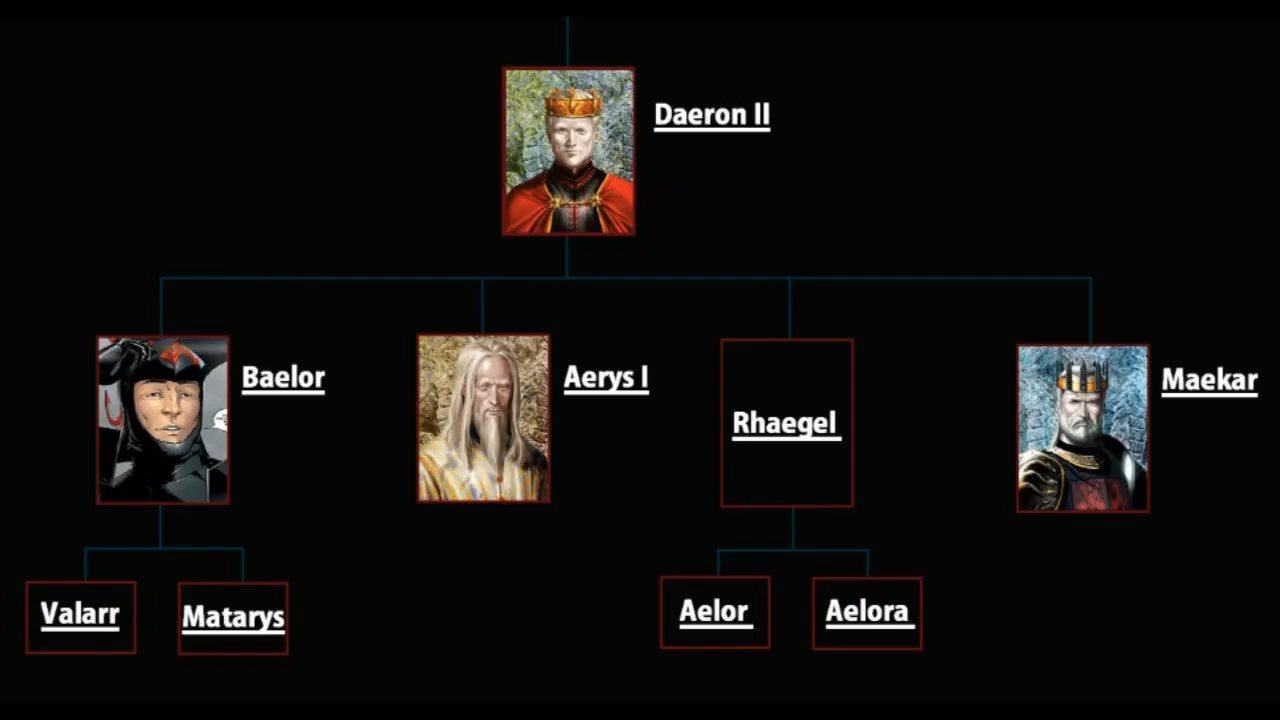 Daeron II
Baelor
Aerys I
Rhaegel
Maekar
Valarr
Matarys
Aelor
Aelora